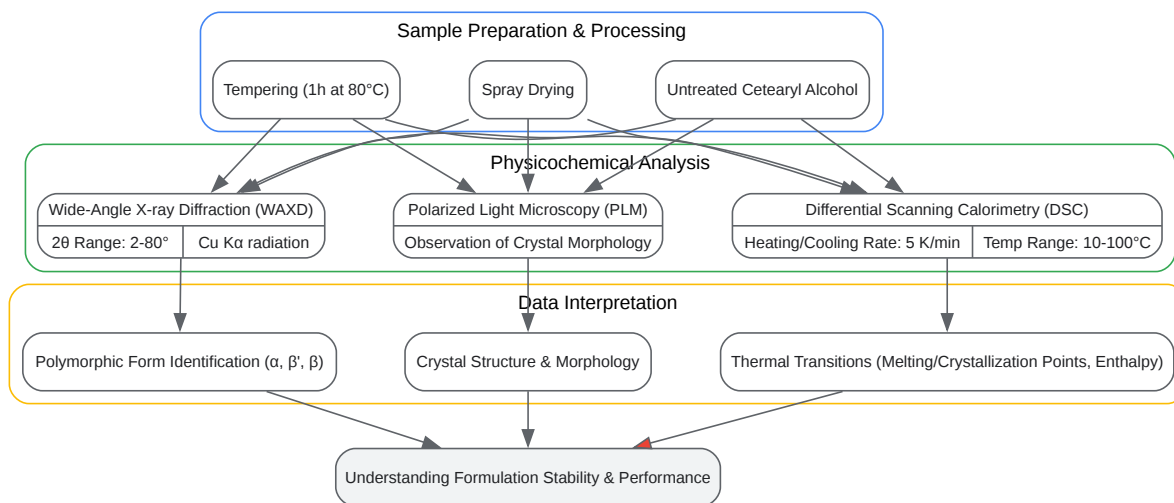 Sample Preparation & Processing
Tempering (1h at 80°C)
Spray Drying
Untreated Cetearyl Alcohol
Physicochemical Analysis
Wide-Angle X-ray Diffraction (WAXD)
2θ Range: 2-80°
Cu Kα radiation
Polarized Light Microscopy (PLM)
Observation of Crystal Morphology
Differential Scanning Calorimetry (DSC)
Heating/Cooling Rate: 5 K/min
Temp Range: 10-100°C
Data Interpretation
Polymorphic Form Identification (α, β', β)
Crystal Structure & Morphology
Thermal Transitions (Melting/Crystallization Points, Enthalpy)
Understanding Formulation Stability & Performance